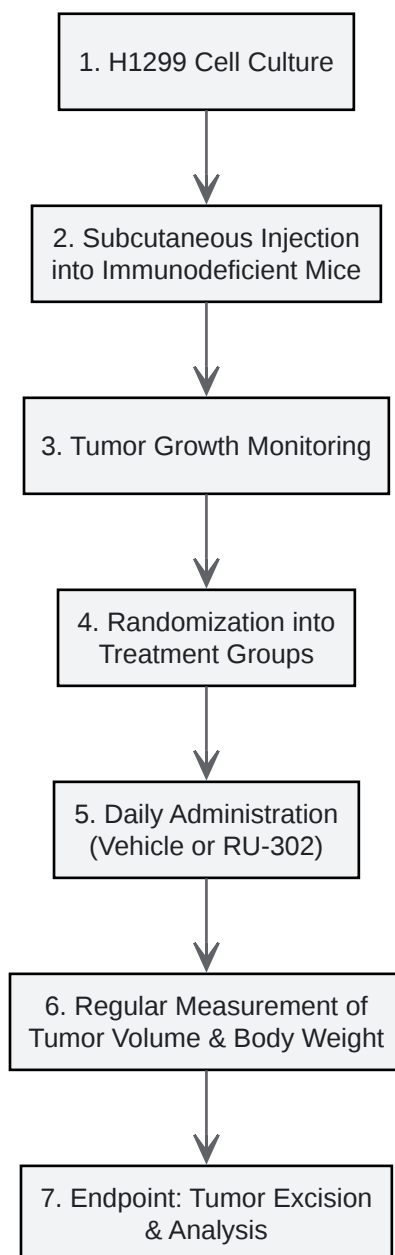 1. H1299 Cell Culture
2. Subcutaneous Injection
into Immunodeficient Mice
3. Tumor Growth Monitoring
4. Randomization into
Treatment Groups
5. Daily Administration
(Vehicle or RU-302)
6. Regular Measurement of
Tumor Volume & Body Weight
7. Endpoint: Tumor Excision
& Analysis